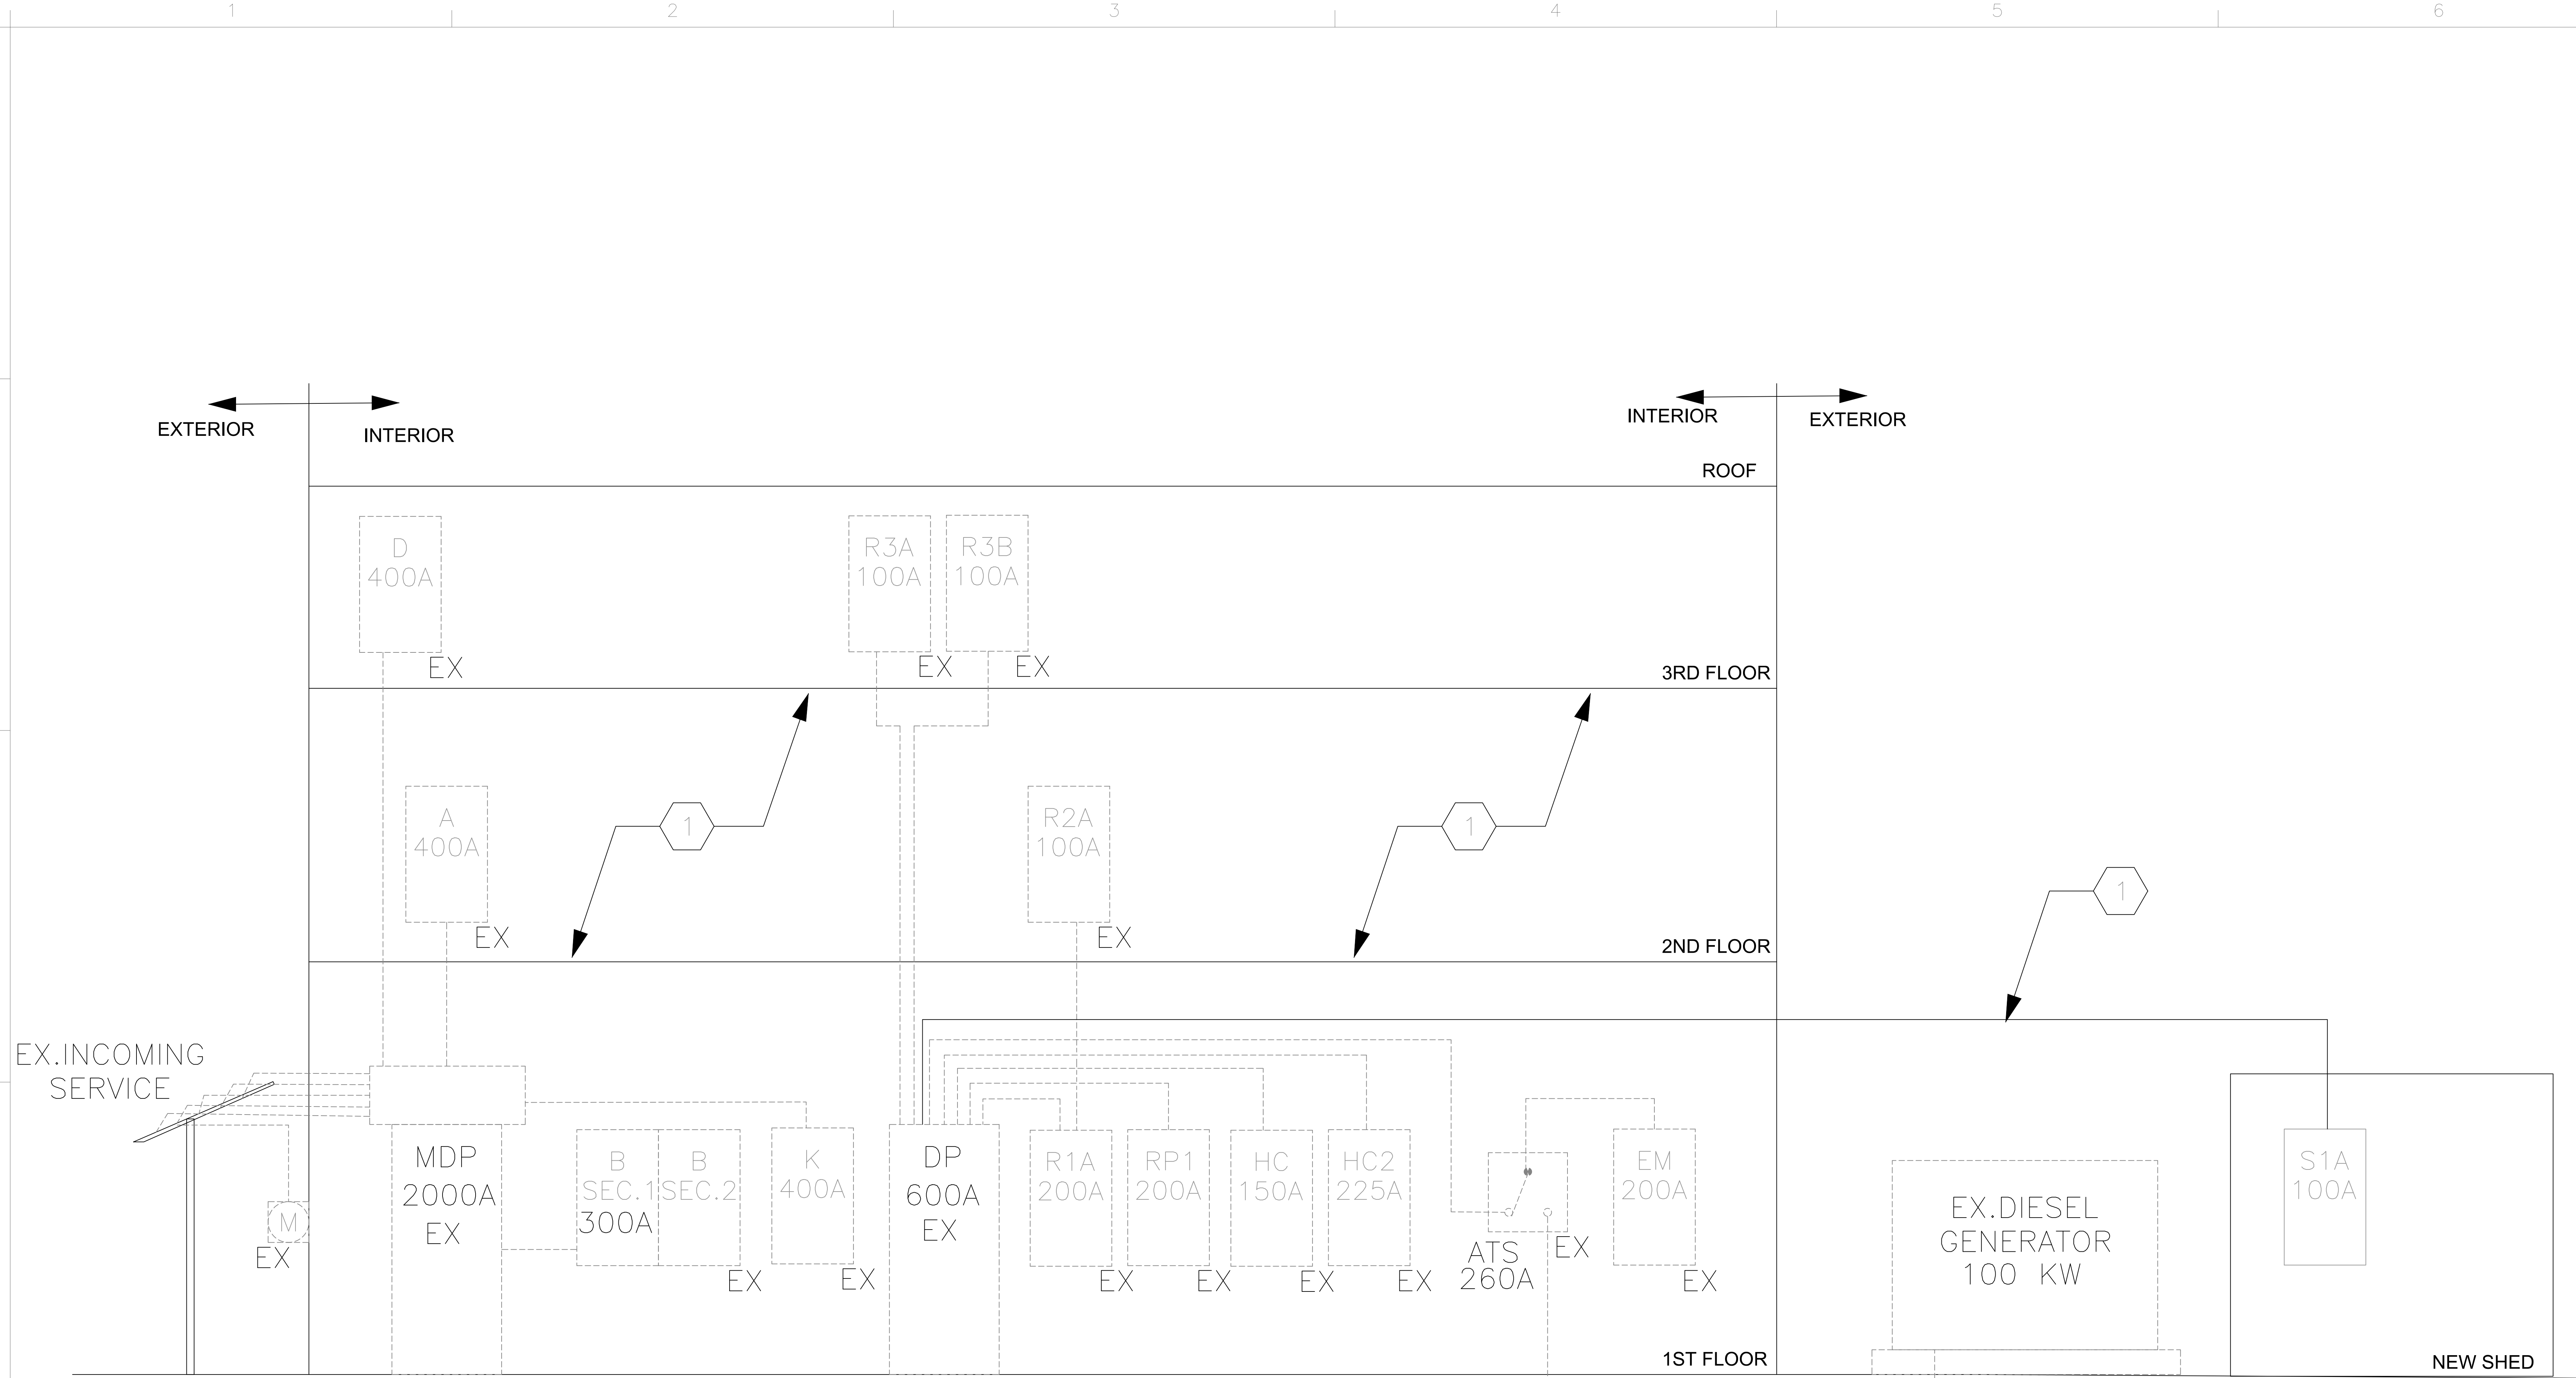 1
2
3
4
5
6
EXTERIOR
INTERIOR
INTERIOR
EXTERIOR
ROOF
D
400A
EX
R3A
100A
EX
R3B
100A
EX
3RD FLOOR
A
400A
EX
1
R2A
100A
EX
1
1
2ND FLOOR
EX.INCOMING
SERVICE
M
EX
MDP
2000A
EX
B
SEC.1
300A
B
SEC.2
EX
K
400A
EX
DP
600A
EX
R1A
200A
EX
RP1
200A
EX
HC
150A
EX
HC2
225A
EX
ATS
260A
EX
EM
200A
EX
1ST FLOOR
EX.DIESEL
GENERATOR
100 KW
S1A
100A
NEW SHED